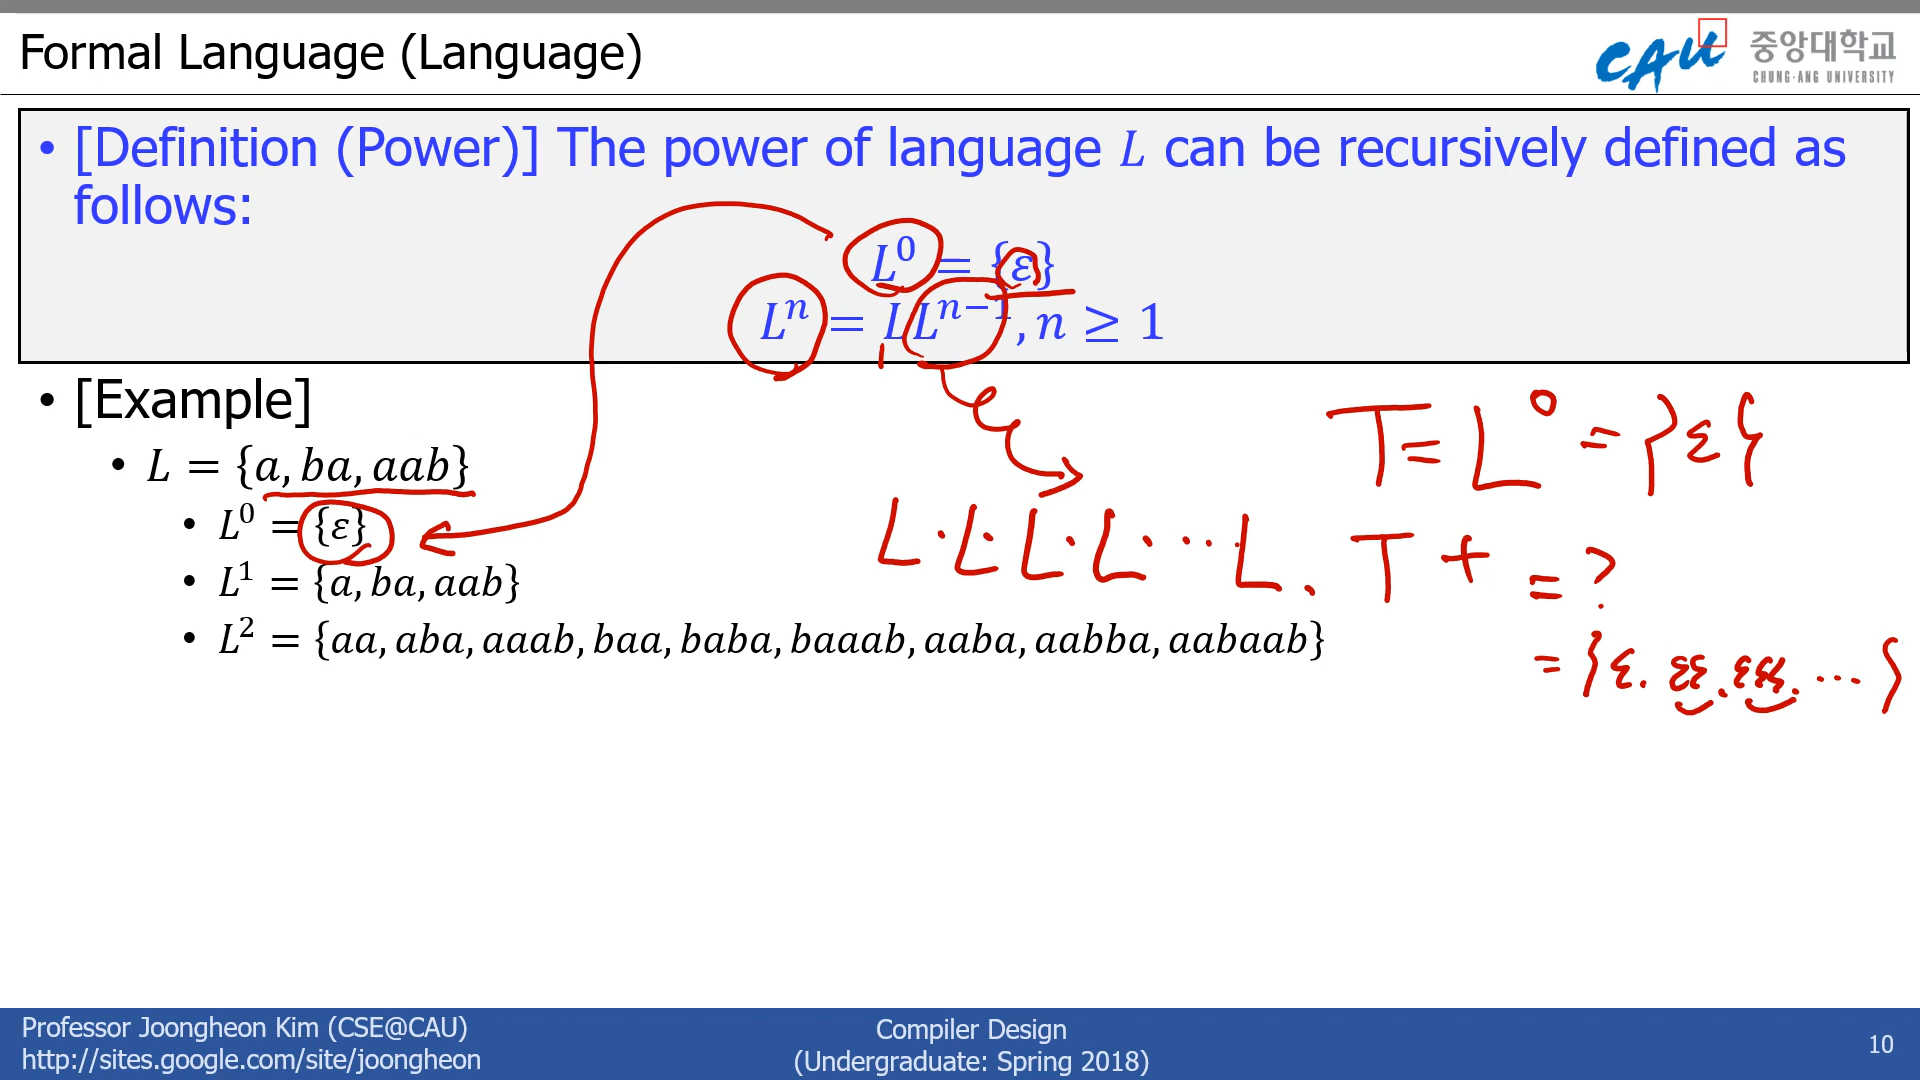 Formal Language (Language)
CAU 중앙대학교
CHUNG-ANG UNIVERSITY
• [Definition (Power)] The power of language L can be recursively defined as
follows:
L⁰ = {ε}
Lⁿ = LLⁿ⁻¹, n ≥ 1
• [Example]
• L = {a, ba, aab}
• L⁰ = {ε}
• L¹ = {a, ba, aab}
• L² = {aa, aba, aaab, baa, baba, baaab, aaba, aabba, aabaab}
T = L⁰ = {ε}
L·L·L·L···L.
T⁺ = ?
= {ε, εε, εεε, ...}
Professor Joongheon Kim (CSE@CAU)
http://sites.google.com/site/joongheon
Compiler Design
(Undergraduate: Spring 2018)
10